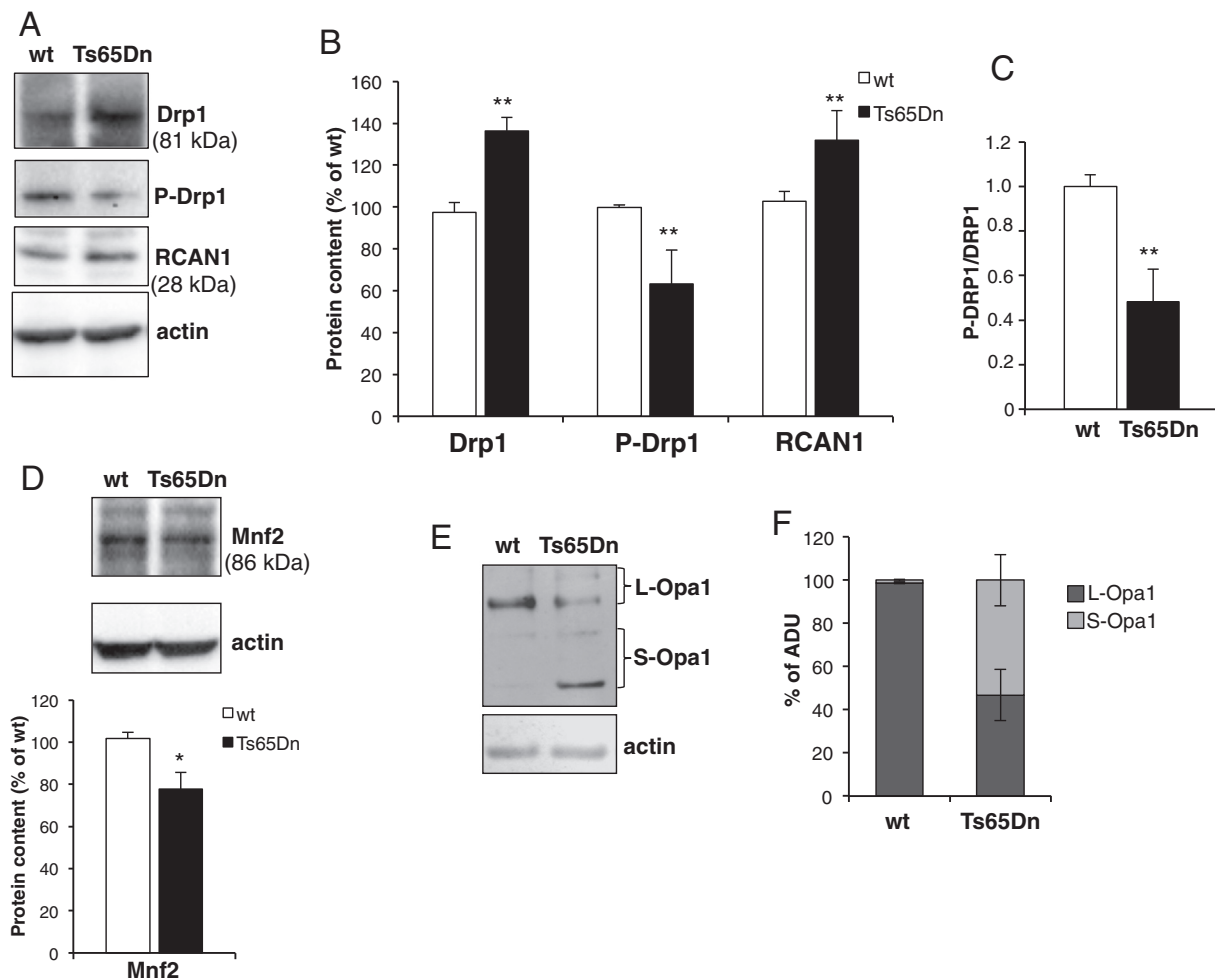 A
wt Ts65Dn
Drp1
(81 kDa)
P-Drp1
RCAN1
(28 kDa)
actin
B
Protein content (% of wt)
160
140
120
100
80
60
40
20
0
**
**
**
wt
Ts65Dn
Drp1 P-Drp1 RCAN1
C
P-DRP1/DRP1
1.2
1.0
0.8
0.6
0.4
0.2
0
**
wt Ts65Dn
D
wt Ts65Dn
Mnf2
(86 kDa)
actin
Protein content (% of wt)
120
100
80
60
40
20
0
*
wt
Ts65Dn
Mnf2
E
wt Ts65Dn
L-Opa1
S-Opa1
actin
F
% of ADU
120
100
80
60
40
20
0
L-Opa1
S-Opa1
wt Ts65Dn